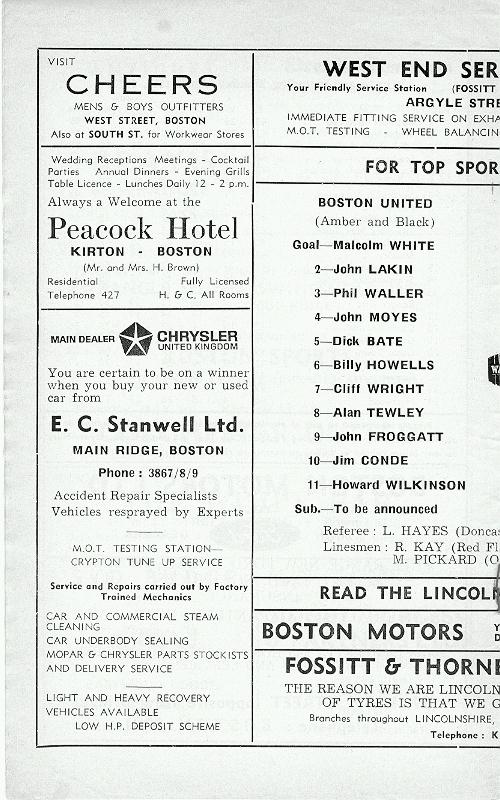 VISIT
CHEERS
MENS & BOYS OUTFITTERS
WEST STREET, BOSTON
Also at SOUTH ST. for Workwear Stores
Wedding Receptions Meetings - Cocktail
Parties Annual Dinners - Evening Grills
Table Licence - Lunches Daily 12 - 2 p.m.
Always a Welcome at the
Peacock Hotel
KIRTON - BOSTON
(Mr. and Mrs. H. Brown)
Residential Fully Licensed
Telephone 427 H. & C. All Rooms
MAIN DEALER CHRYSLER
UNITED KINGDOM
You are certain to be on a winner
when you buy your new or used
car from
E. C. Stanwell Ltd.
MAIN RIDGE, BOSTON
Phone : 3867/8/9
Accident Repair Specialists
Vehicles resprayed by Experts
M.O.T. TESTING STATION—
CRYPTON TUNE UP SERVICE
Service and Repairs carried out by Factory
Trained Mechanics
CAR AND COMMERCIAL STEAM
CLEANING
CAR UNDERBODY SEALING
MOPAR & CHRYSLER PARTS STOCKISTS
AND DELIVERY SERVICE
LIGHT AND HEAVY RECOVERY
VEHICLES AVAILABLE
LOW H.P. DEPOSIT SCHEME
WEST END SER
Your Friendly Service Station (FOSSITT
ARGYLE STRE
IMMEDIATE FITTING SERVICE ON EXHA
M.O.T. TESTING - WHEEL BALANCIN
FOR TOP SPOR
BOSTON UNITED
(Amber and Black)
Goal—Malcolm WHITE
2—John LAKIN
3—Phil WALLER
4—John MOYES
5—Dick BATE
6—Billy HOWELLS
7—Cliff WRIGHT
8—Alan TEWLEY
9—John FROGGATT
10—Jim CONDE
11—Howard WILKINSON
Sub.—To be announced
Referee : L. HAYES (Donca
Linesmen : R. KAY (Red Fl
M. PICKARD (O
READ THE LINCOLN
BOSTON MOTORS
FOSSITT & THORNE
THE REASON WE ARE LINCOLN
OF TYRES IS THAT WE G
Branches throughout LINCOLNSHIRE,
Telephone : K